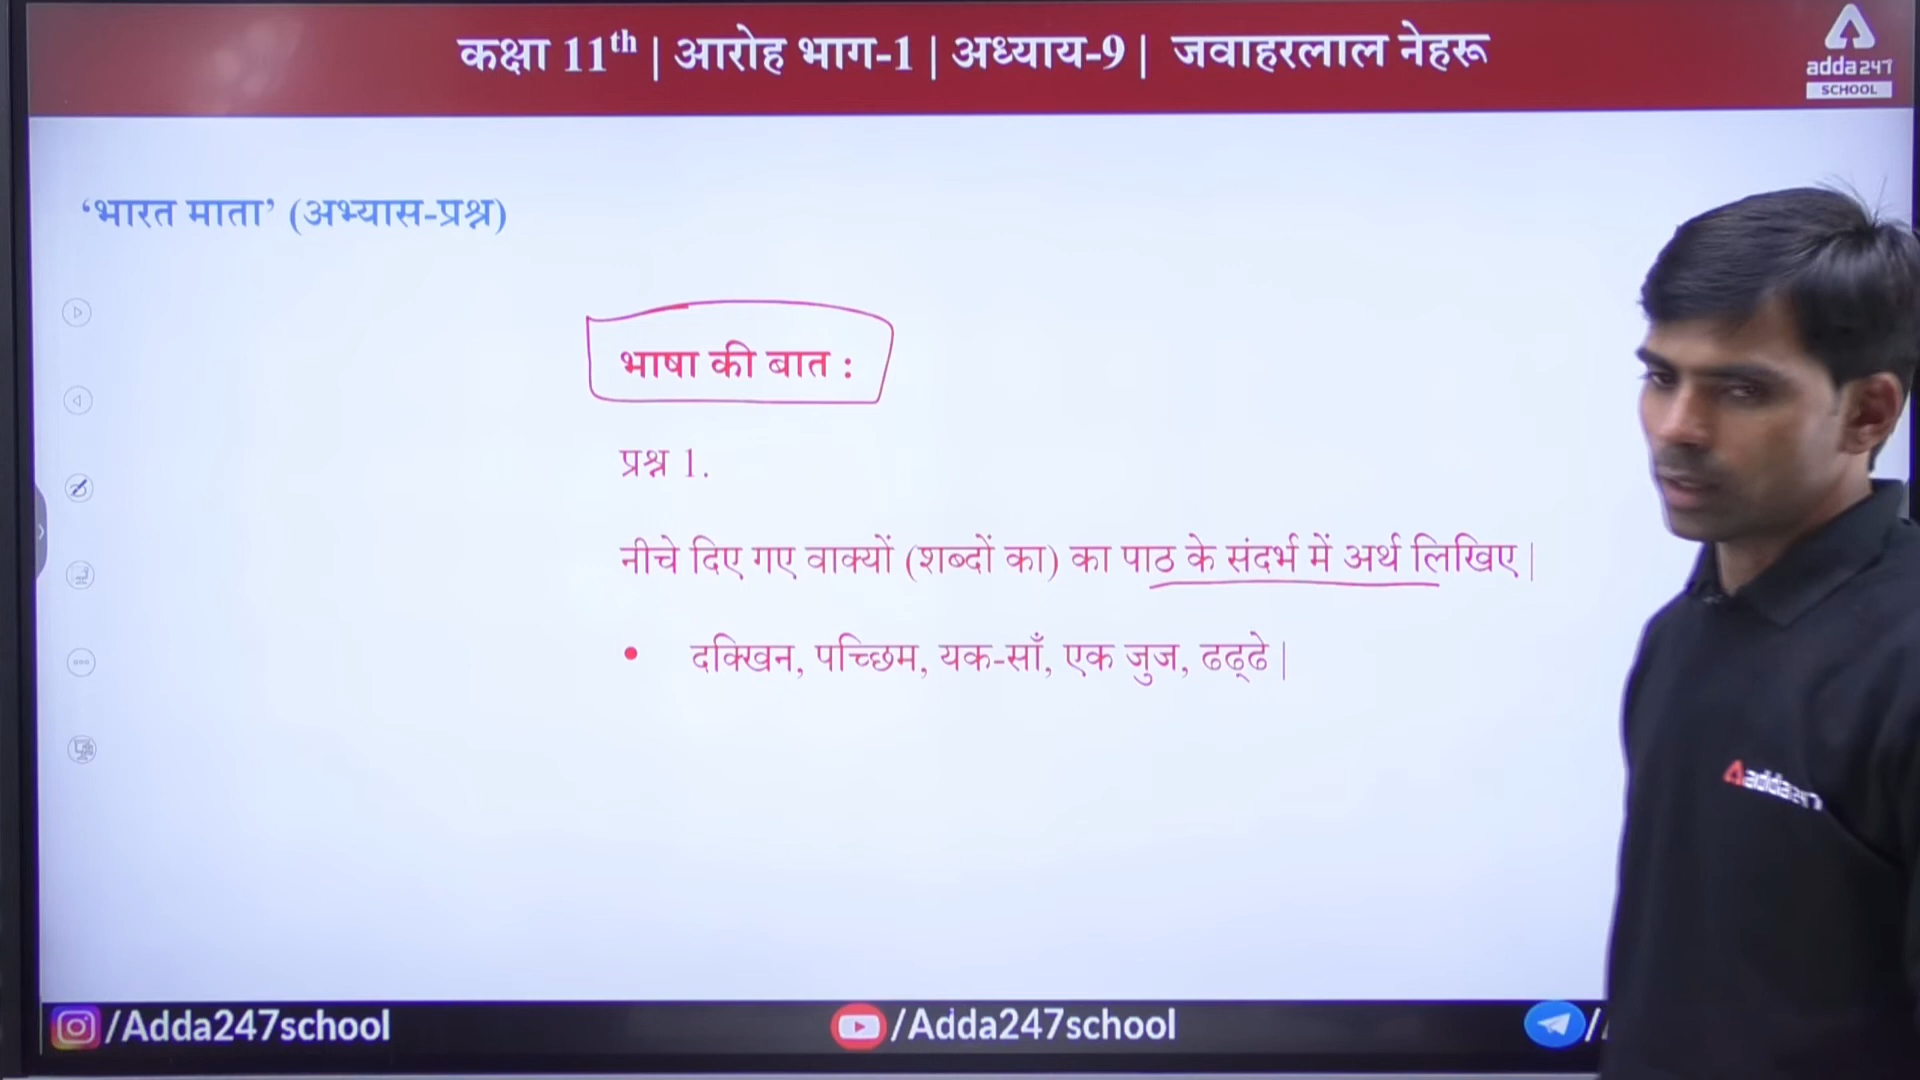 कक्षा 11th | आरोह भाग-1 | अध्याय-9 | जवाहरलाल नेहरू
adda247
SCHOOL
‘भारत माता’ (अभ्यास-प्रश्न)
भाषा की बात :
प्रश्न 1.
नीचे दिए गए वाक्यों (शब्दों का) का पाठ के संदर्भ में अर्थ लिखिए |
• दक्खिन, पच्छिम, यक-साँ, एक जुज, ढढ्ढे |
adda247
/Adda247school
/Adda247school